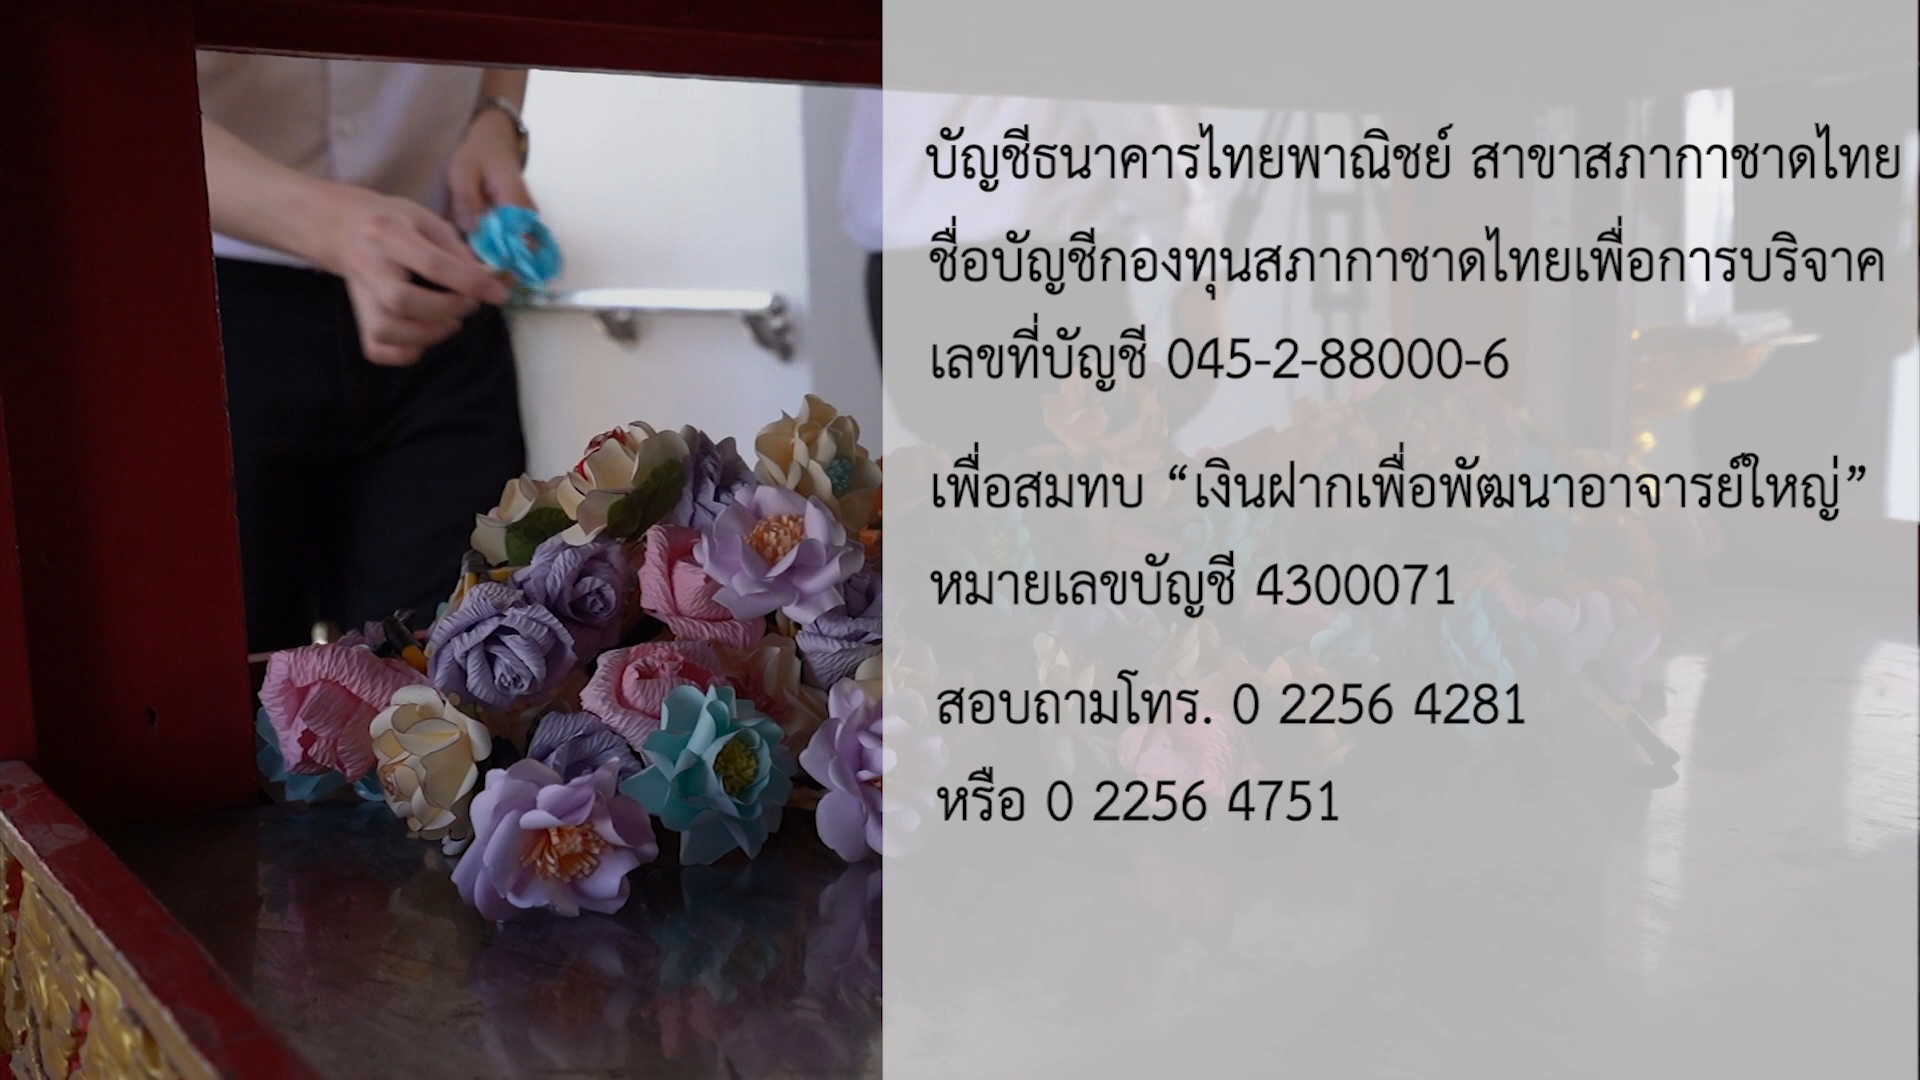 บัญชีธนาคารไทยพาณิชย์ สาขาสภากาชาดไทย
ชื่อบัญชีกองทุนสภากาชาดไทยเพื่อการบริจาค
เลขที่บัญชี 045-2-88000-6
เพื่อสมทบ “เงินฝากเพื่อพัฒนาอาจารย์ใหญ่”
หมายเลขบัญชี 4300071
สอบถามโทร. 0 2256 4281
หรือ 0 2256 4751